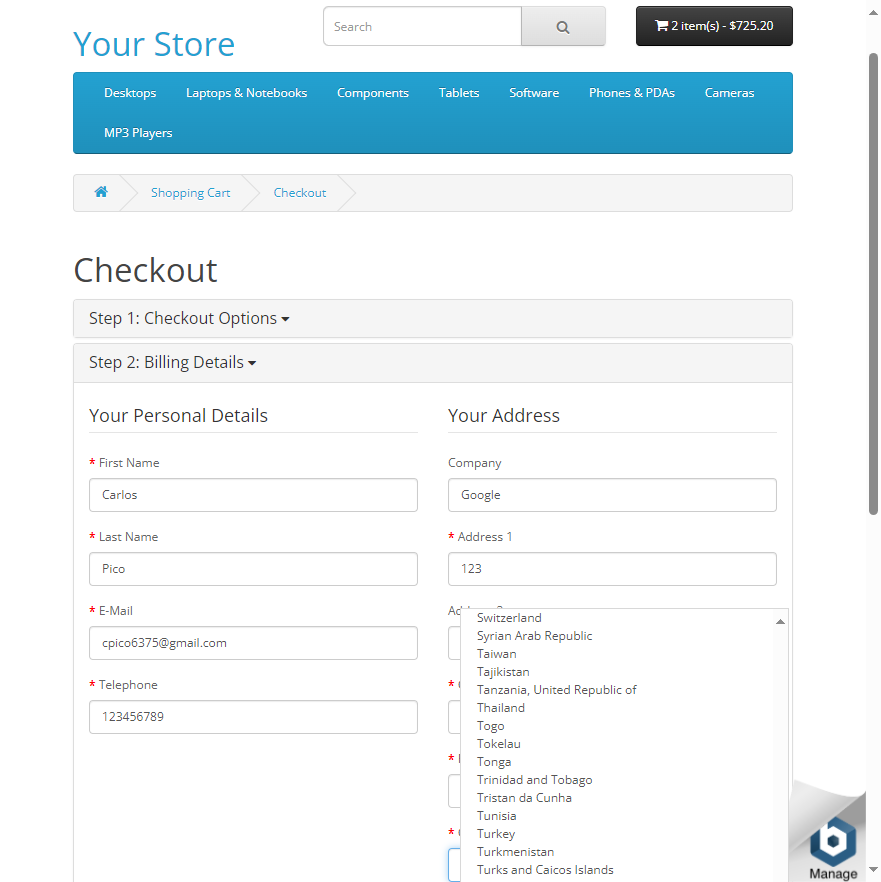 Your Store
Search
2 item(s) - $725.20
Desktops
Laptops & Notebooks
Components
Tablets
Software
Phones & PDAs
Cameras
MP3 Players
Shopping Cart
Checkout
Checkout
Step 1: Checkout Options
Step 2: Billing Details
Your Personal Details
* First Name
Carlos
* Last Name
Pico
* E-Mail
cpico6375@gmail.com
* Telephone
123456789
Your Address
Company
Google
* Address 1
123
Switzerland
Syrian Arab Republic
Taiwan
Tajikistan
Tanzania, United Republic of
Thailand
Togo
Tokelau
Tonga
Trinidad and Tobago
Tristan da Cunha
Tunisia
Turkey
Turkmenistan
Turks and Caicos Islands
b
Manage